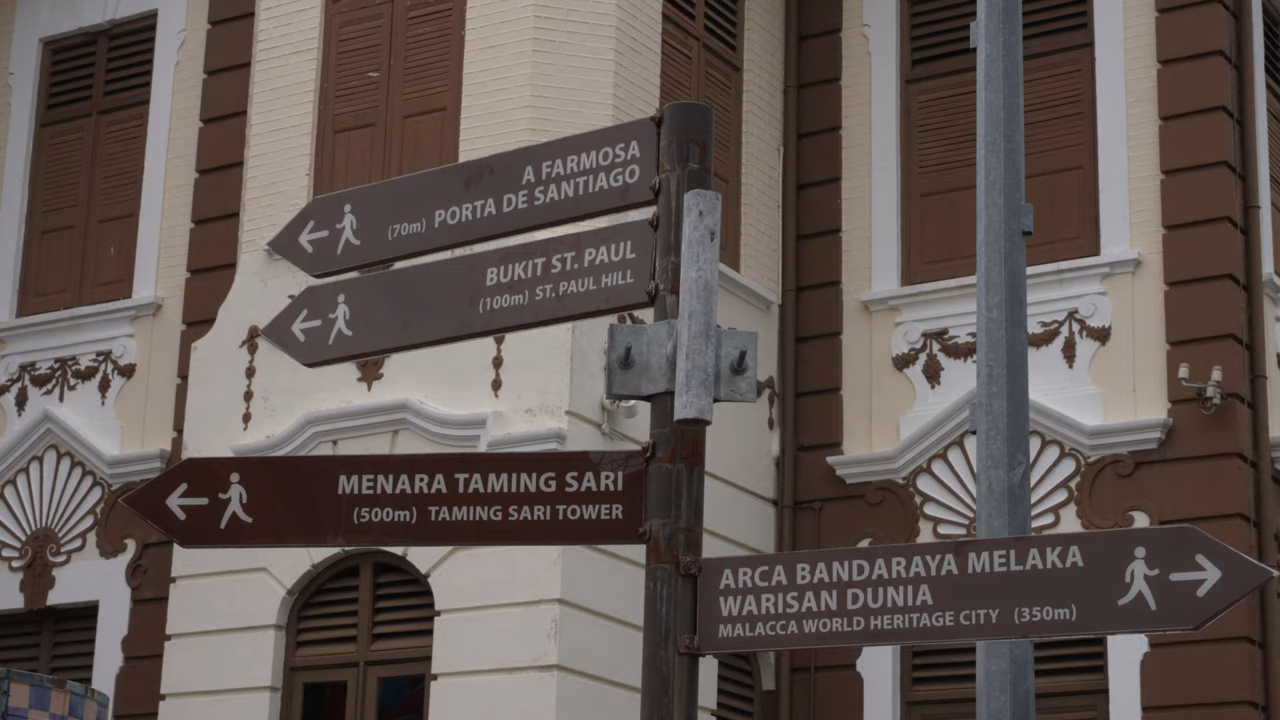 A FARMOSA
(70m) PORTA DE SANTIAGO
BUKIT ST. PAUL
(100m) ST. PAUL HILL
MENARA TAMING SARI
(500m) TAMING SARI TOWER
ARCA BANDARAYA MELAKA
WARISAN DUNIA
MALACCA WORLD HERITAGE CITY (350m)